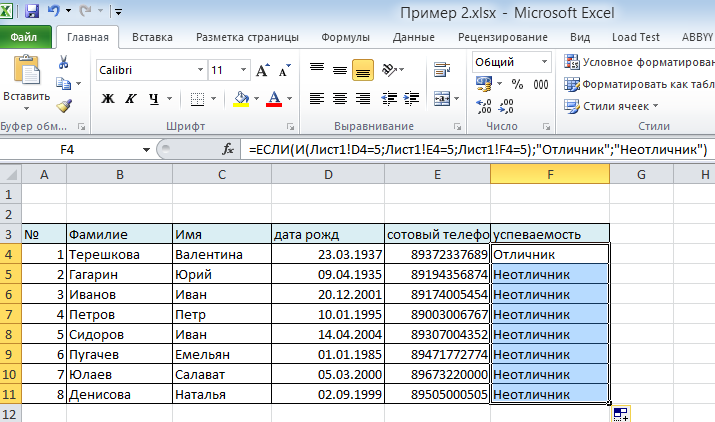 Пример 2.xlsx - Microsoft Excel
Файл Главная Вставка Разметка страницы Формулы Данные Рецензирование Вид Load Test ABBY
Вставить
Calibri 11 A A
Ж К Ч
Общий
% 000
Условное форматирован
Форматировать как табл
Стили ячеек
Буфер обм... Шрифт Выравнивание Число Стили
F4 fx =ЕСЛИ(И(Лист1!D4=5;Лист1!E4=5;Лист1!F4=5);"Отличник";"Неотличник")
A B C D E F G H
1
2
3 № Фамилие Имя дата рожд сотовый телефо успеваемость
4 1 Терешкова Валентина 23.03.1937 89372337689 Отличник
5 2 Гагарин Юрий 09.04.1935 89194356874 Неотличник
6 3 Иванов Иван 20.12.2001 89174005454 Неотличник
7 4 Петров Петр 10.01.1995 89003006767 Неотличник
8 5 Сидоров Иван 14.04.2004 89307004352 Неотличник
9 6 Пугачев Емельян 01.01.1985 89471772774 Неотличник
10 7 Юлаев Салават 05.03.2000 89673220000 Неотличник
11 8 Денисова Наталья 02.09.1999 89505000505 Неотличник
12